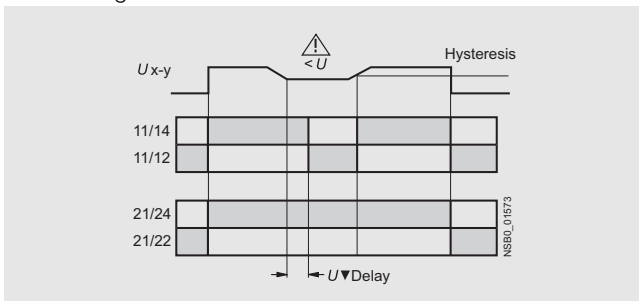 U x-y
< U
Hysteresis
11/14
11/12
21/24
21/22
U▼Delay
NSB0_01573